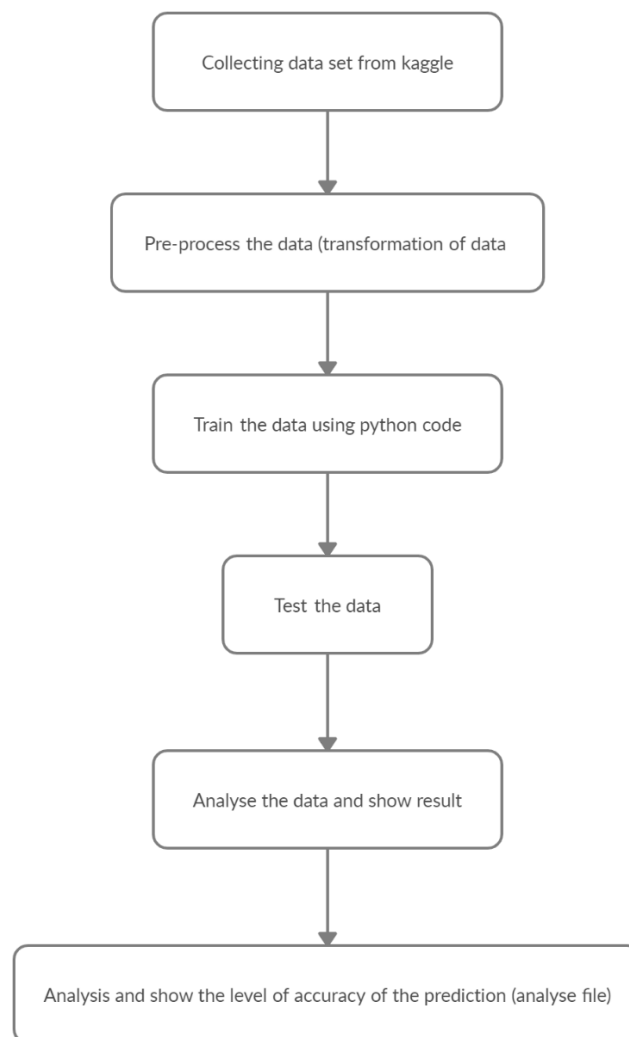 Collecting data set from kaggle
Pre-process the data (transformation of data
Train the data using python code
Test the data
Analyse the data and show result
Analysis and show the level of accuracy of the prediction (analyse file)